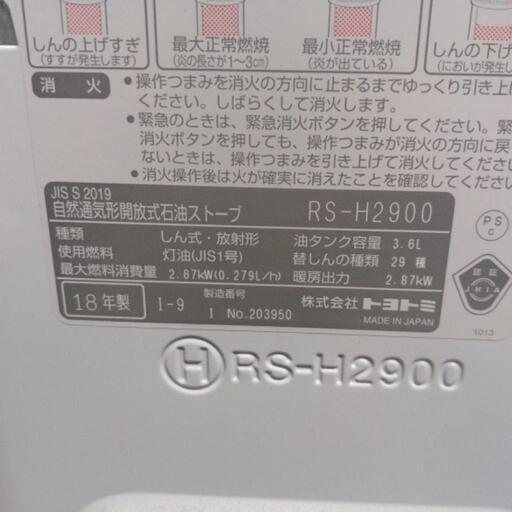 しんの上げすぎ
(すすが発生します)
最大正常燃焼
(炎の長さが1〜3cm)
最小正常燃焼
(炎が出ている)
しんの下げ
(においが発生し
消火
●操作つまみを消火の方向に止まるまでゆっくり引き上げ
ください。しばらくして消火します。
●緊急のときは、緊急消火ボタンを押してください。緊
消火ボタンを押しても、操作つまみが消火の方向に戻
ないときは、操作つまみを引き上げて消火してください。
●消火操作後は火が確実に消えたことを確認してください。
JIS S 2019
自然通気形開放式石油ストーブ RS-H2900
種類 しん式・放射形 油タンク容量 3.6L
使用燃料 灯油(JIS1号) 替しんの種類 29 種
最大燃料消費量 2.87kW(0.279L/h) 暖房出力 2.87kW
18年製 I-9 製造番号 I No.203950 株式会社トヨトミ
MADE IN JAPAN
PS
C
認証
JHIA
1013
H RS-H2900